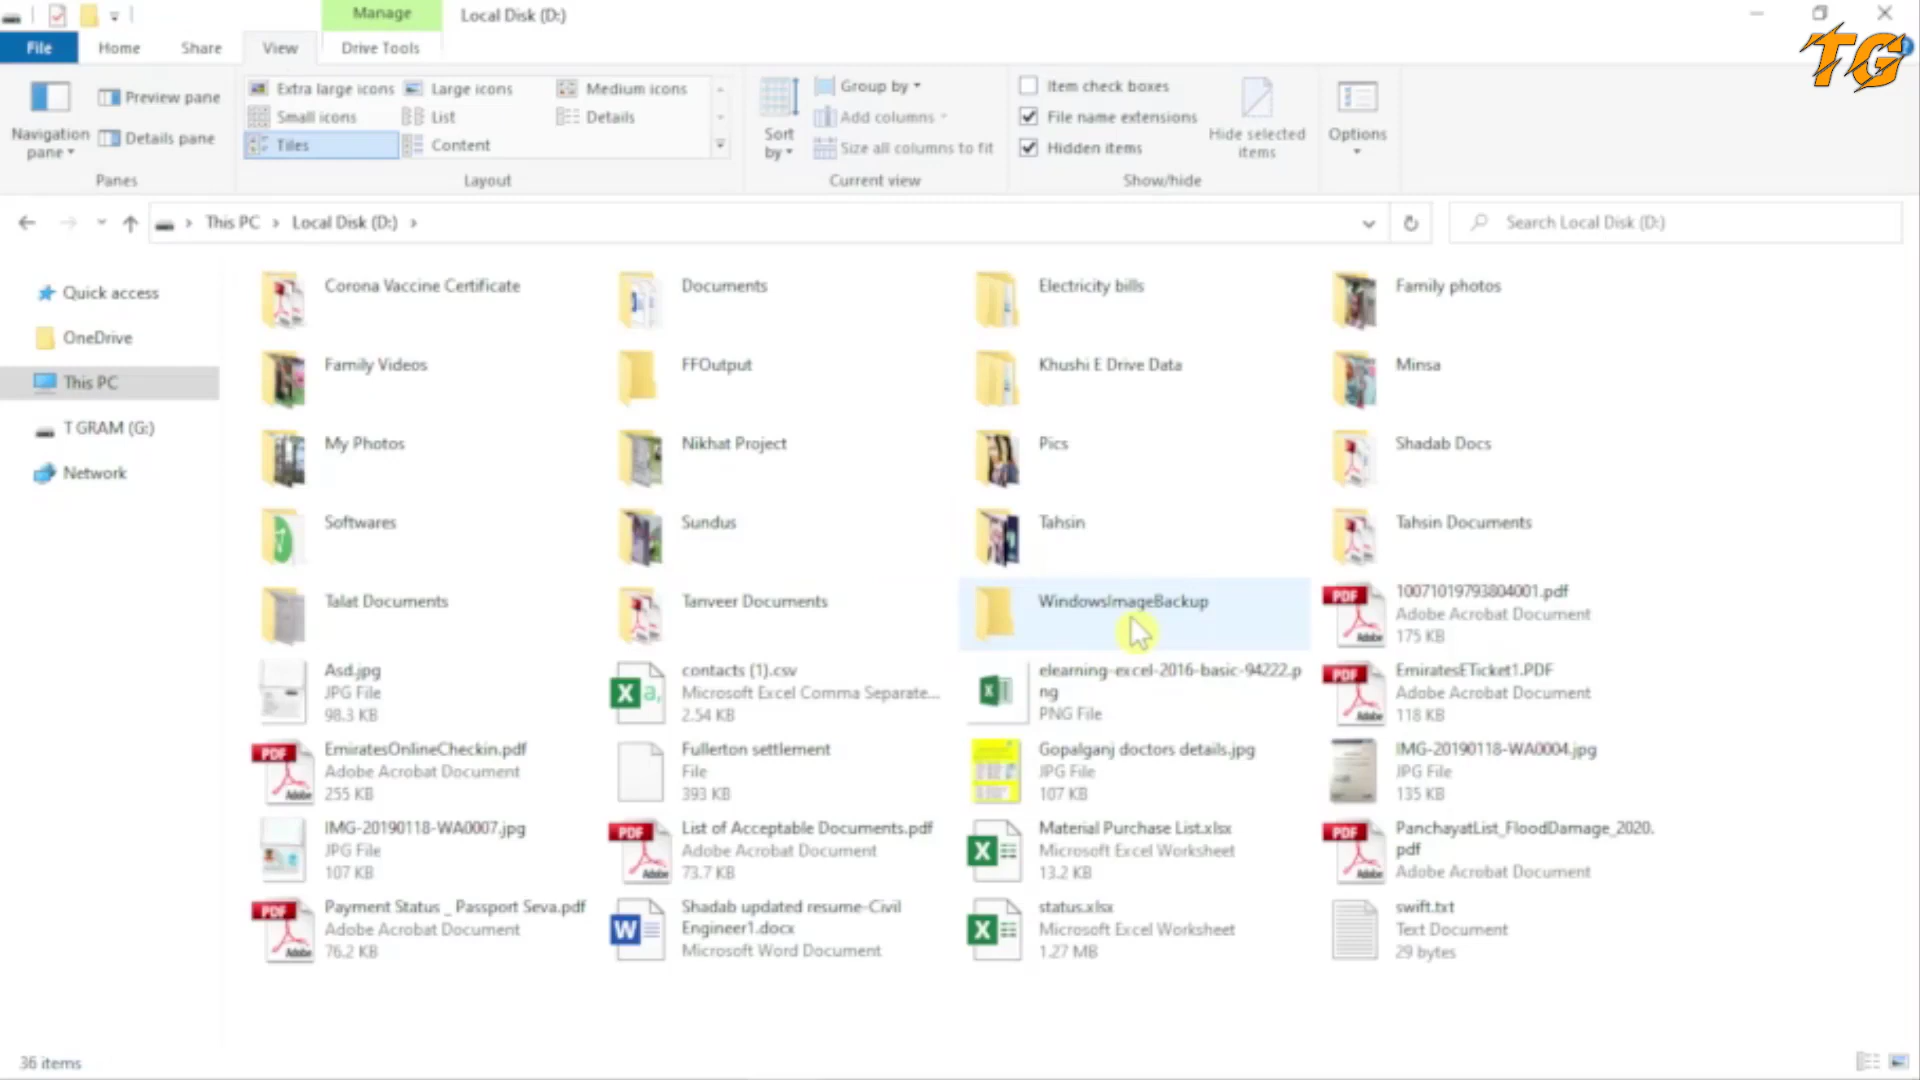 Manage
Local Disk (D:)
TG
File
Home
Share
View
Drive Tools
Navigation
pane
Preview pane
Details pane
Panes
Extra large icons
Large icons
Medium icons
Small icons
List
Details
Tiles
Content
Layout
Sort
by
Group by
Add columns
Size all columns to fit
Current view
Item check boxes
File name extensions
Hidden items
Hide selected
items
Show/hide
Options
This PC
Local Disk (D:)
Search Local Disk (D:)
Quick access
OneDrive
This PC
T GRAM (G:)
Network
Corona Vaccine Certificate
Documents
Electricity bills
Family photos
Family Videos
FFOutput
Khushi E Drive Data
Minsa
My Photos
Nikhat Project
Pics
Shadab Docs
Softwares
Sundus
Tahsin
Tahsin Documents
Talat Documents
Tanveer Documents
WindowsImageBackup
10071019793804001.pdf
Adobe Acrobat Document
175 KB
Asd.jpg
JPG File
98.3 KB
contacts (1).csv
Microsoft Excel Comma Separate...
2.54 KB
elearning-excel-2016-basic-94222.p
ng
PNG File
EmiratesETicket1.PDF
Adobe Acrobat Document
118 KB
EmiratesOnlineCheckin.pdf
Adobe Acrobat Document
255 KB
Fullerton settlement
File
393 KB
Gopalganj doctors details.jpg
JPG File
107 KB
IMG-20190118-WA0004.jpg
JPG File
135 KB
IMG-20190118-WA0007.jpg
JPG File
107 KB
List of Acceptable Documents.pdf
Adobe Acrobat Document
73.7 KB
Material Purchase List.xlsx
Microsoft Excel Worksheet
13.2 KB
PanchayatList_FloodDamage_2020.
pdf
Adobe Acrobat Document
Payment Status _ Passport Seva.pdf
Adobe Acrobat Document
76.2 KB
Shadab updated resume-Civil
Engineer1.docx
Microsoft Word Document
status.xlsx
Microsoft Excel Worksheet
1.27 MB
swift.txt
Text Document
29 bytes
36 items